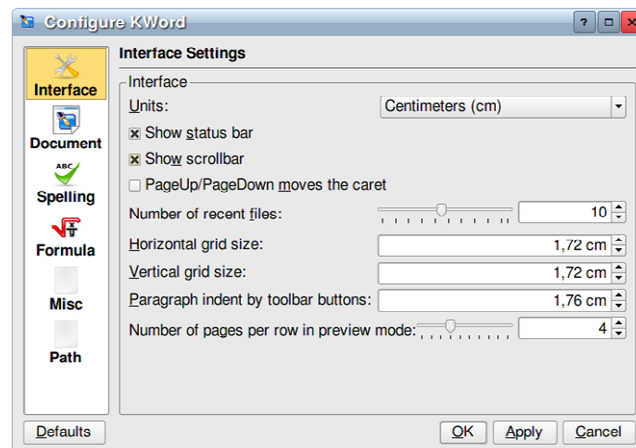 Configure KWord
Interface Settings
Interface
Document
ABC
Spelling
Formula
Misc
Path
Interface
Units: Centimeters (cm)
Show status bar
Show scrollbar
PageUp/PageDown moves the caret
Number of recent files: 10
Horizontal grid size: 1,72 cm
Vertical grid size: 1,72 cm
Paragraph indent by toolbar buttons: 1,76 cm
Number of pages per row in preview mode: 4
Defaults OK Apply Cancel